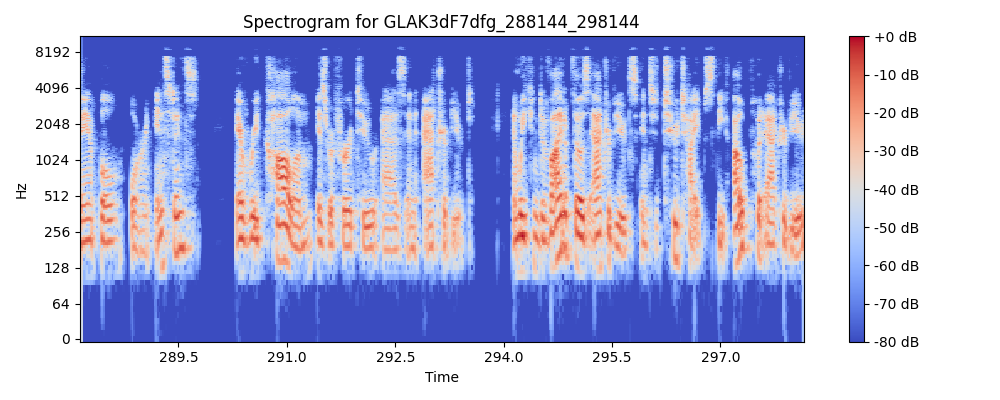 Spectrogram for GLAK3dF7dfg_288144_298144
8192
4096
2048
1024
512
256
128
64
0
Hz
289.5 291.0 292.5 294.0 295.5 297.0
Time
+0 dB
-10 dB
-20 dB
-30 dB
-40 dB
-50 dB
-60 dB
-70 dB
-80 dB